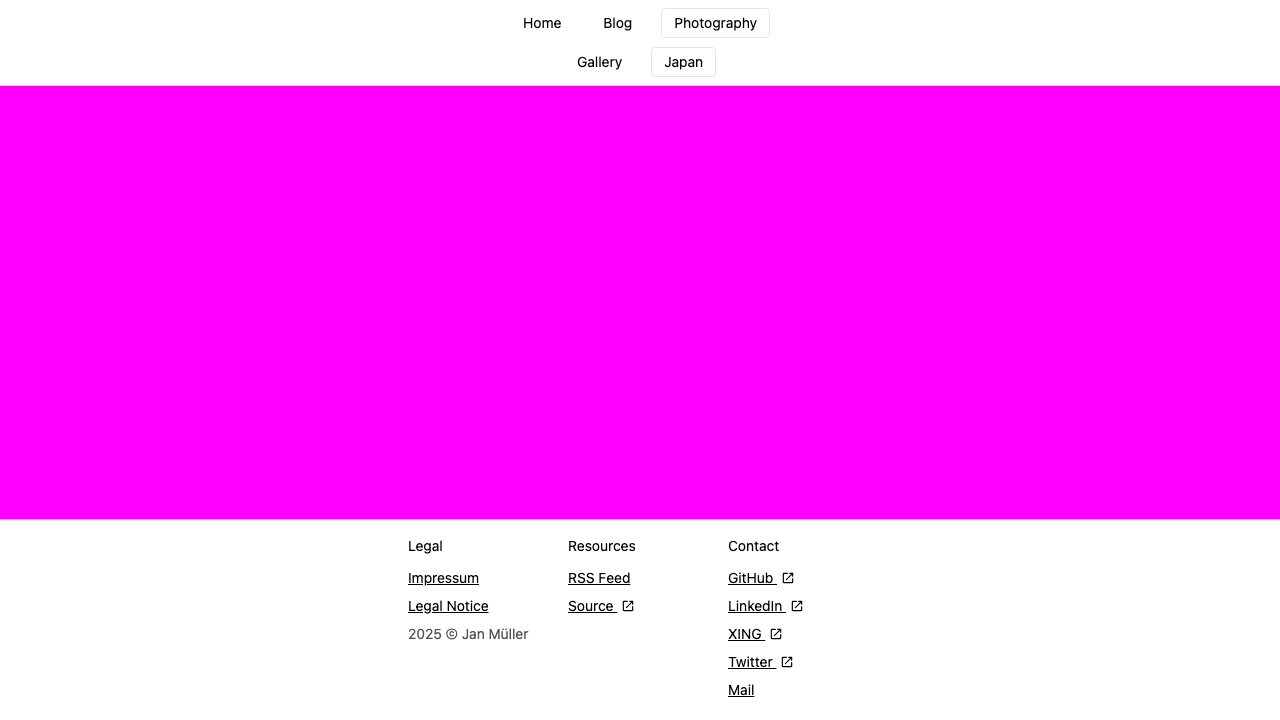 Home Blog Photography
Gallery Japan
Legal
Impressum
Legal Notice
2025 © Jan Müller
Resources
RSS Feed
Source
Contact
GitHub
LinkedIn
XING
Twitter
Mail